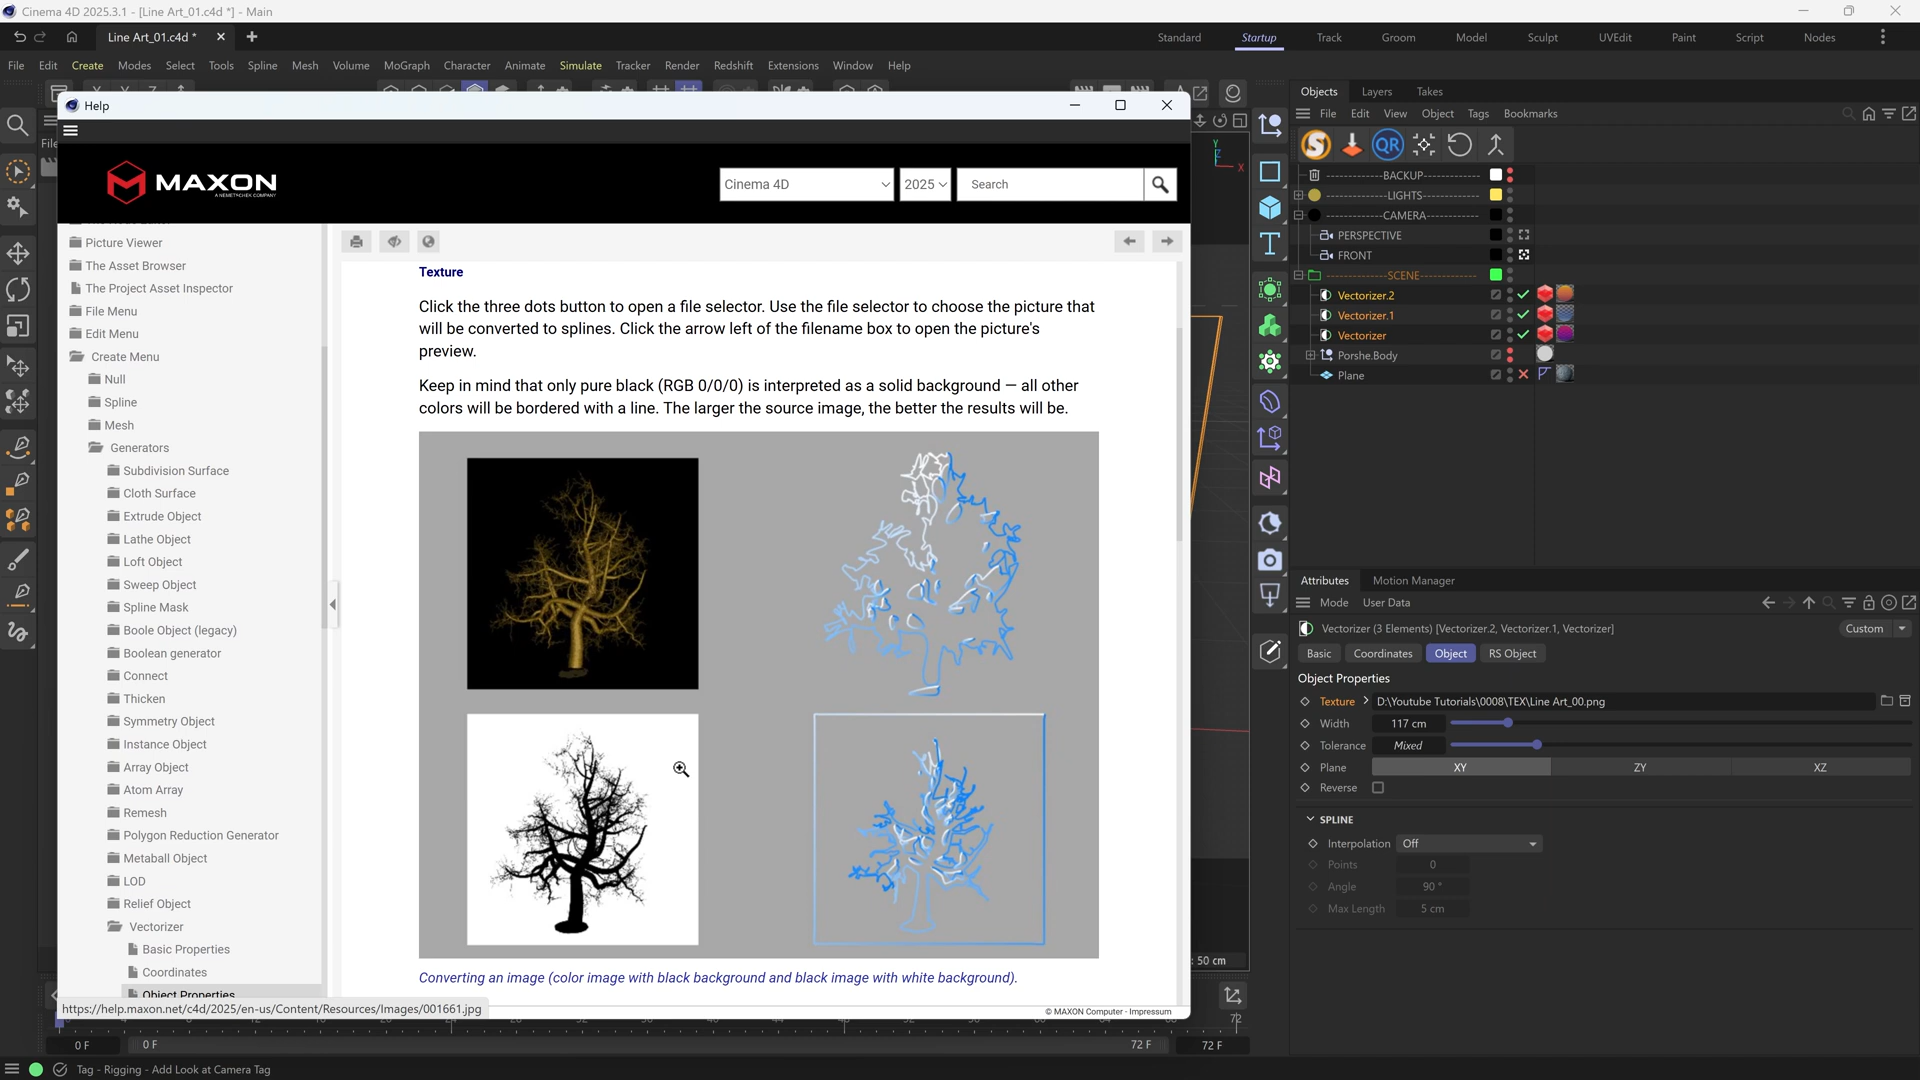 Cinema 4D 2025.3.1 - [Line Art_01.c4d *] - Main
Line Art_01.c4d *
Standard Startup Track Groom Model Sculpt UVEdit Paint Script Nodes
File Edit Create Modes Select Tools Spline Mesh Volume MoGraph Character Animate Simulate Tracker Render Redshift Extensions Window Help
Help
MAXON
A NEMETSCHEK COMPANY
Cinema 4D
2025
Search
Picture Viewer
The Asset Browser
The Project Asset Inspector
File Menu
Edit Menu
Create Menu
Null
Spline
Mesh
Generators
Subdivision Surface
Cloth Surface
Extrude Object
Lathe Object
Loft Object
Sweep Object
Spline Mask
Boole Object (legacy)
Boolean generator
Connect
Thicken
Symmetry Object
Instance Object
Array Object
Atom Array
Remesh
Polygon Reduction Generator
Metaball Object
LOD
Relief Object
Vectorizer
Basic Properties
Coordinates
Object Properties
Texture
Click the three dots button to open a file selector. Use the file selector to choose the picture that
will be converted to splines. Click the arrow left of the filename box to open the picture's
preview.
Keep in mind that only pure black (RGB 0/0/0) is interpreted as a solid background — all other
colors will be bordered with a line. The larger the source image, the better the results will be.
Converting an image (color image with black background and black image with white background).
https://help.maxon.net/c4d/2025/en-us/Content/Resources/Images/001661.jpg
© MAXON Computer - Impressum
Y
Z
X
: 50 cm
Objects Layers Takes
File Edit View Object Tags Bookmarks
QR
-------------BACKUP-------------
-------------LIGHTS-------------
-------------CAMERA-------------
PERSPECTIVE
FRONT
-------------SCENE-------------
Vectorizer.2
Vectorizer.1
Vectorizer
Porshe.Body
Plane
Attributes Motion Manager
Mode User Data
Vectorizer (3 Elements) [Vectorizer.2, Vectorizer.1, Vectorizer]
Custom
Basic Coordinates Object RS Object
Object Properties
Texture D:\Youtube Tutorials\0008\TEX\Line Art_00.png
Width 117 cm
Tolerance Mixed
Plane XY ZY XZ
Reverse
SPLINE
Interpolation Off
Points 0
Angle 90 °
Max Length 5 cm
72
0 F
0 F
72 F
72 F
Tag - Rigging - Add Look at Camera Tag